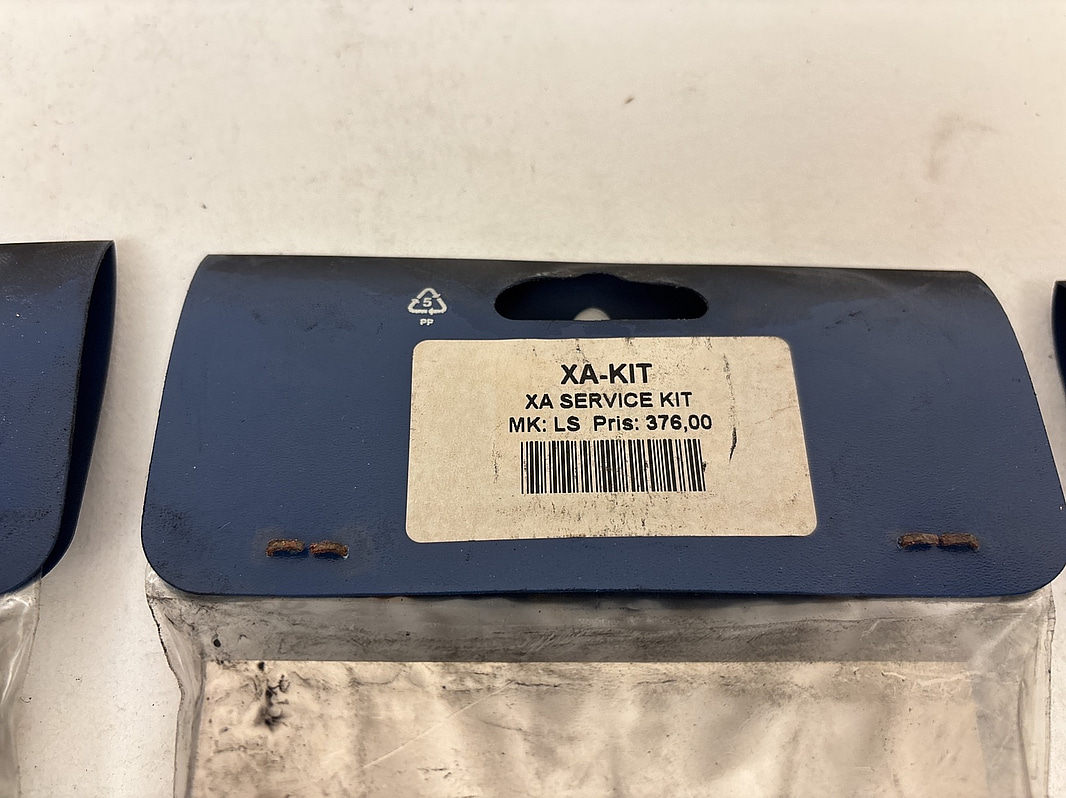 5
PP
XA-KIT
XA SERVICE KIT
MK: LS Pris: 376,00